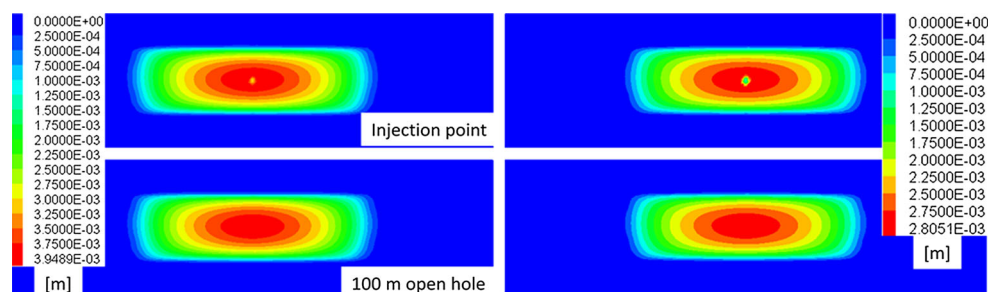 0.0000E+00
2.5000E-04
5.0000E-04
7.5000E-04
1.0000E-03
1.2500E-03
1.5000E-03
1.7500E-03
2.0000E-03
2.2500E-03
2.5000E-03
2.7500E-03
3.0000E-03
3.2500E-03
3.5000E-03
3.7500E-03
3.9489E-03
[m]
Injection point
100 m open hole
0.0000E+00
2.5000E-04
5.0000E-04
7.5000E-04
1.0000E-03
1.2500E-03
1.5000E-03
1.7500E-03
2.0000E-03
2.2500E-03
2.5000E-03
2.7500E-03
2.8051E-03
[m]